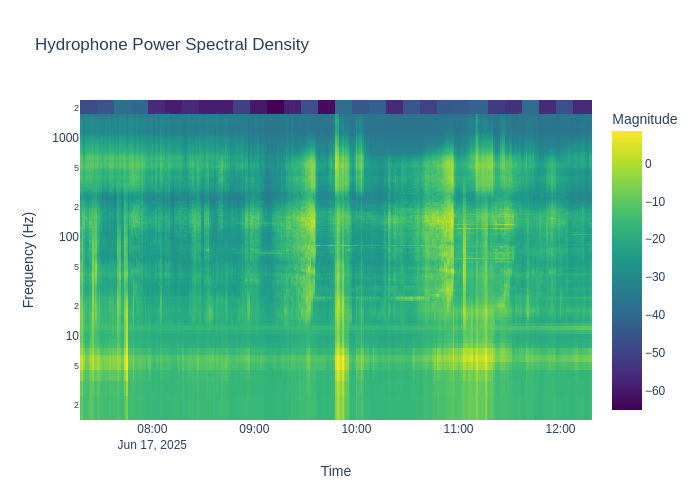 Hydrophone Power Spectral Density
Magnitude
2
1000
5
2
100
5
2
10
5
2
Frequency (Hz)
0
−10
−20
−30
−40
−50
−60
08:00 09:00 10:00 11:00 12:00
Jun 17, 2025
Time